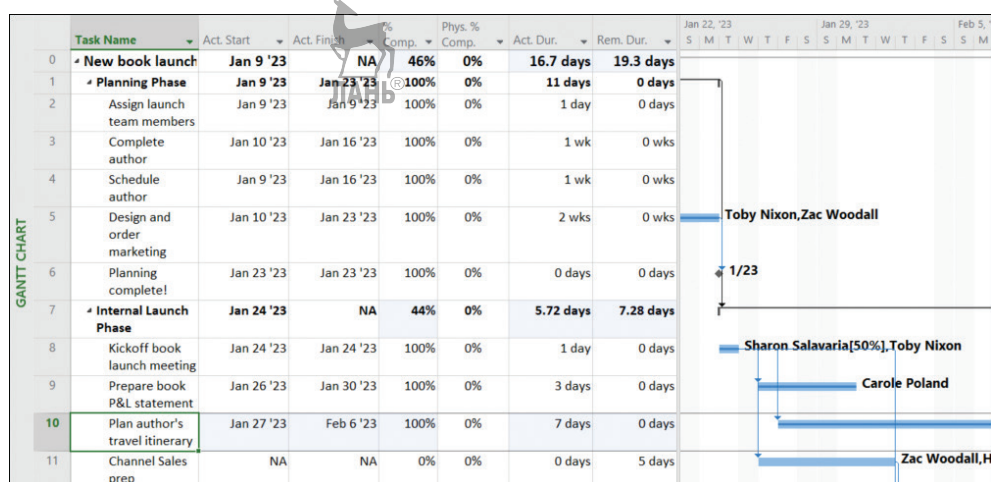 % Phys. % Jan 22, '23 Jan 29, '23 Feb 5, '
Task Name Act. Start Act. Finish Comp. Comp. Act. Dur. Rem. Dur. S M T W T F S S M T W T F S S M
0 New book launch Jan 9 '23 NA 46% 0% 16.7 days 19.3 days
1 Planning Phase Jan 9 '23 Jan 23 '23 100% 0% 11 days 0 days
ЛАНЬ®
2 Assign launch Jan 9 '23 Jan 9 '23 100% 0% 1 day 0 days
team members
3 Complete Jan 10 '23 Jan 16 '23 100% 0% 1 wk 0 wks
author
4 Schedule Jan 9 '23 Jan 16 '23 100% 0% 1 wk 0 wks
author
5 Design and Jan 10 '23 Jan 23 '23 100% 0% 2 wks 0 wks Toby Nixon,Zac Woodall
order
marketing
GANTT CHART
6 Planning Jan 23 '23 Jan 23 '23 100% 0% 0 days 0 days 1/23
complete!
7 Internal Launch Jan 24 '23 NA 44% 0% 5.72 days 7.28 days
Phase
8 Kickoff book Jan 24 '23 Jan 24 '23 100% 0% 1 day 0 days Sharon Salavaria[50%],Toby Nixon
launch meeting
9 Prepare book Jan 26 '23 Jan 30 '23 100% 0% 3 days 0 days Carole Poland
P&L statement
10 Plan author's Jan 27 '23 Feb 6 '23 100% 0% 7 days 0 days
travel itinerary
11 Channel Sales NA NA 0% 0% 0 days 5 days Zac Woodall,H
prep